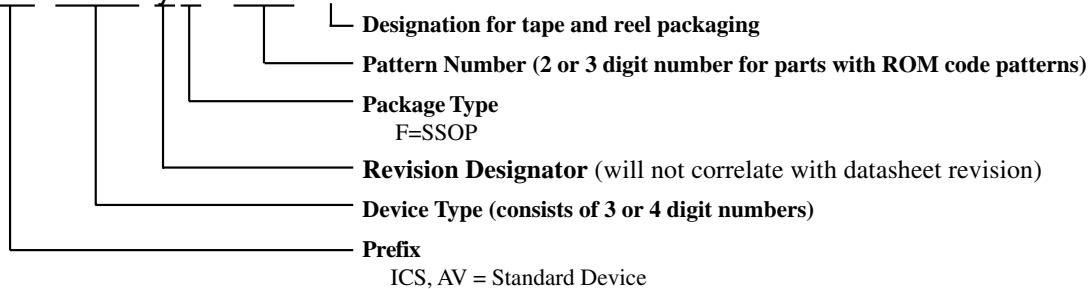 Designation for tape and reel packaging
Pattern Number (2 or 3 digit number for parts with ROM code patterns)
Package Type
F=SSOP
Revision Designator (will not correlate with datasheet revision)
Device Type (consists of 3 or 4 digit numbers)
Prefix
ICS, AV = Standard Device